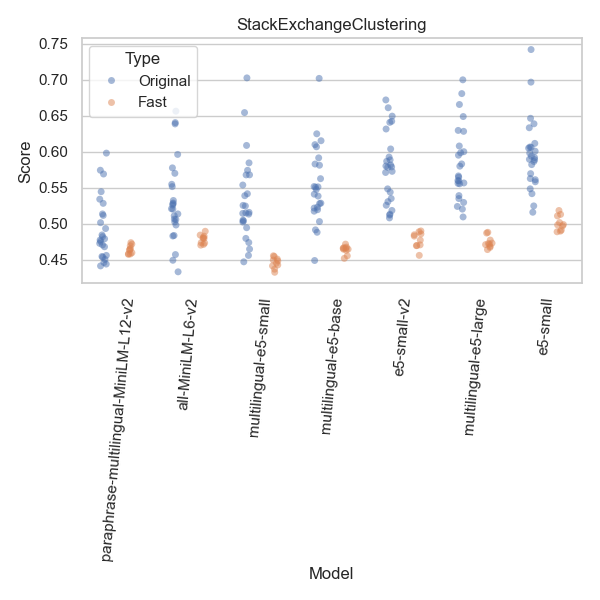 StackExchangeClustering
Type
Original
Fast
Score
0.75
0.70
0.65
0.60
0.55
0.50
0.45
paraphrase-multilingual-MiniLM-L12-v2
all-MiniLM-L6-v2
multilingual-e5-small
multilingual-e5-base
e5-small-v2
multilingual-e5-large
e5-small
Model